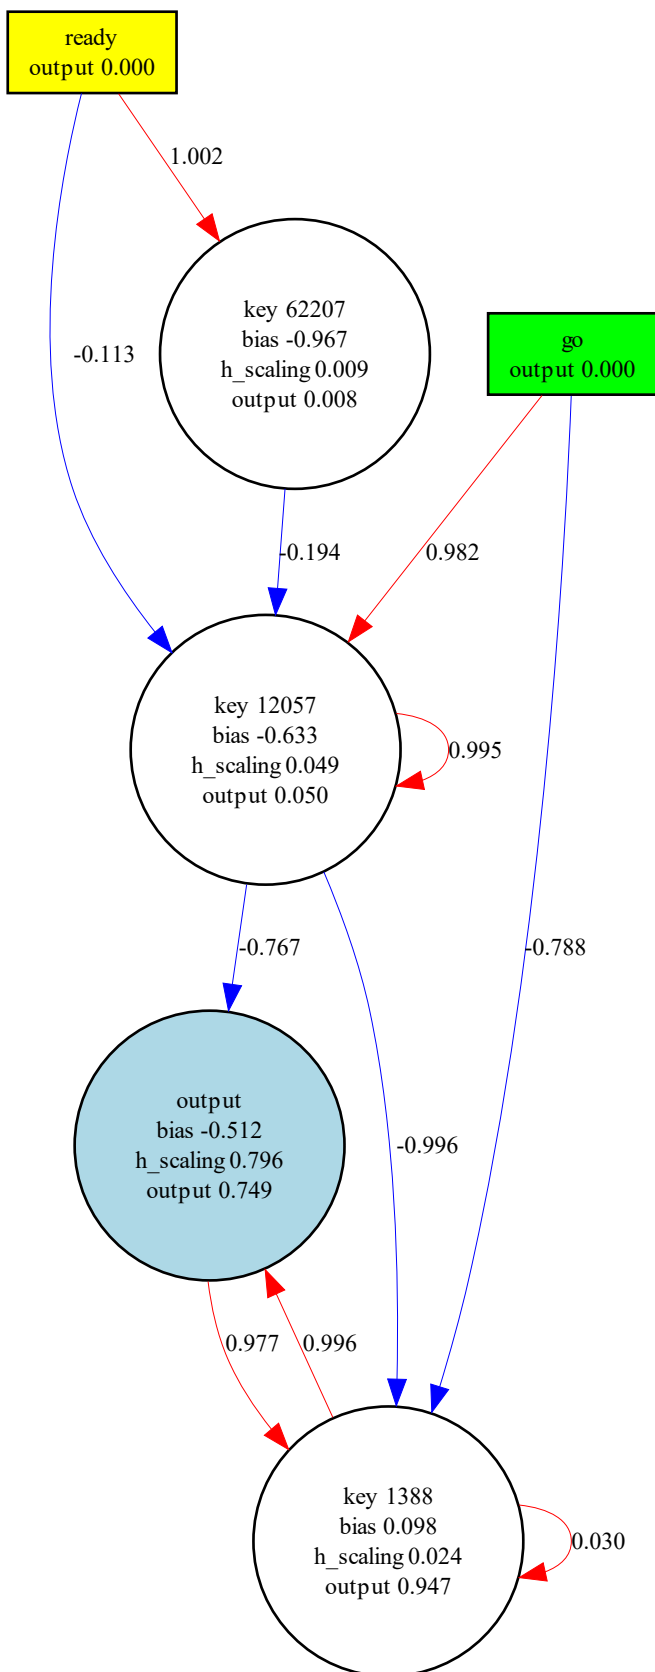 ready
output 0.000
1.002
key 62207
bias -0.967
h_scaling 0.009
output 0.008
go
output 0.000
-0.113
-0.194
0.982
key 12057
bias -0.633
h_scaling 0.049
output 0.050
0.995
-0.767
-0.788
output
bias -0.512
h_scaling 0.796
output 0.749
-0.996
0.977
0.996
key 1388
bias 0.098
h_scaling 0.024
output 0.947
0.030